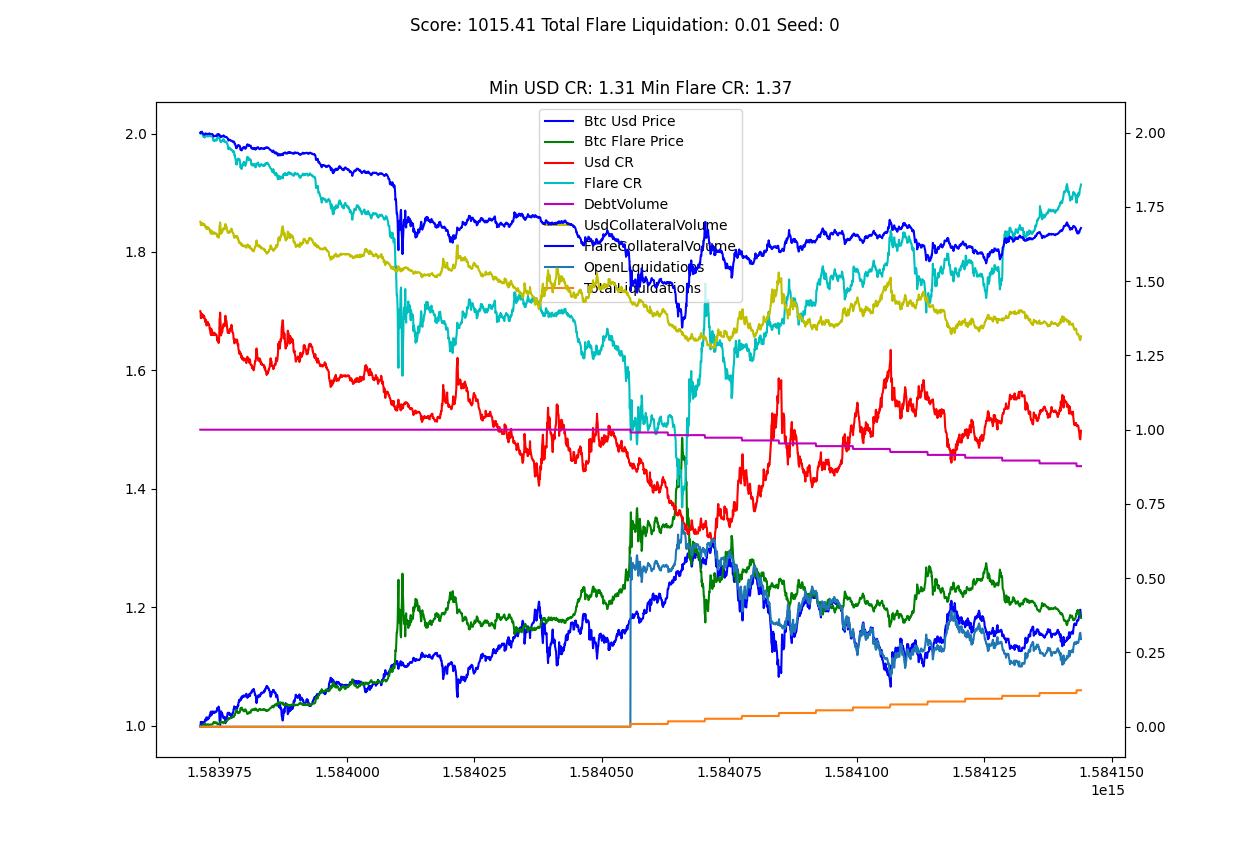 Score: 1015.41 Total Flare Liquidation: 0.01 Seed: 0
Min USD CR: 1.31 Min Flare CR: 1.37
Btc Usd Price
Btc Flare Price
Usd CR
Flare CR
DebtVolume
UsdCollateralVolume
FlareCollateralVolume
OpenLiquidations
TotalLiquidations
2.0
1.8
1.6
1.4
1.2
1.0
2.00
1.75
1.50
1.25
1.00
0.75
0.50
0.25
0.00
1.583975
1.584000
1.584025
1.584050
1.584075
1.584100
1.584125
1.584150
1e15